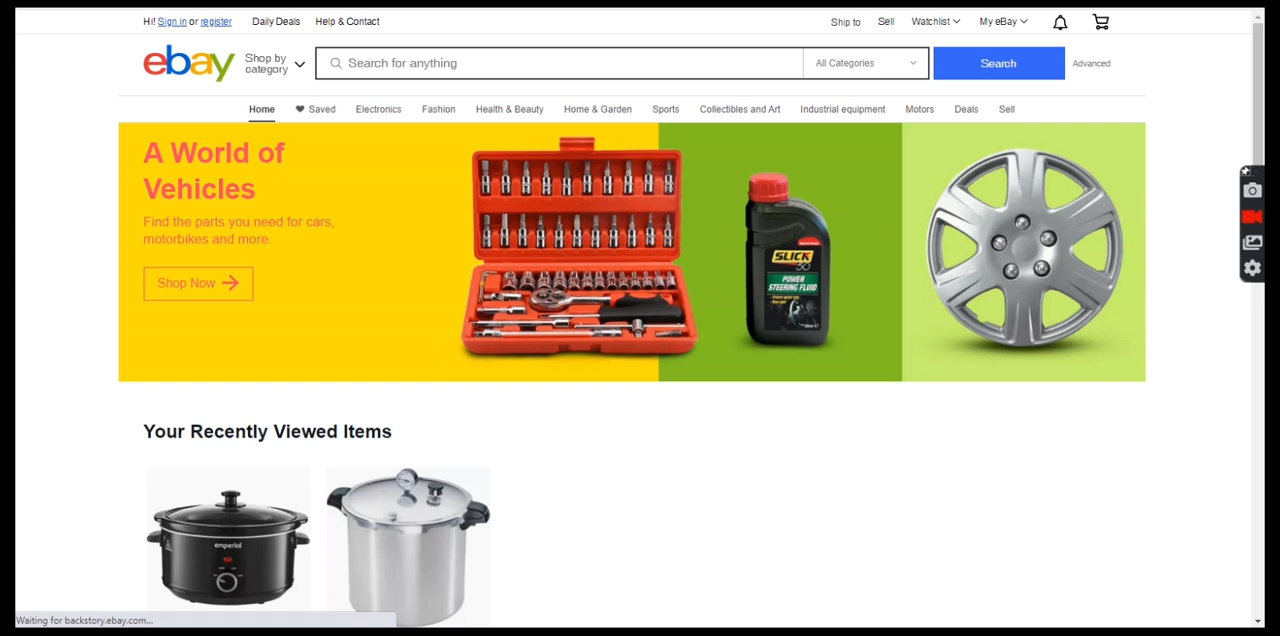 Hi! Sign in or register Daily Deals Help & Contact Ship to Sell Watchlist My eBay
ebay Shop by category Search for anything All Categories Search Advanced
Home Saved Electronics Fashion Health & Beauty Home & Garden Sports Collectibles and Art Industrial equipment Motors Deals Sell
A World of
Vehicles
Find the parts you need for cars,
motorbikes and more.
Shop Now
SLICK
50
POWER
STEERING FLUID
Your Recently Viewed Items
emperial
Waiting for backstory.ebay.com...